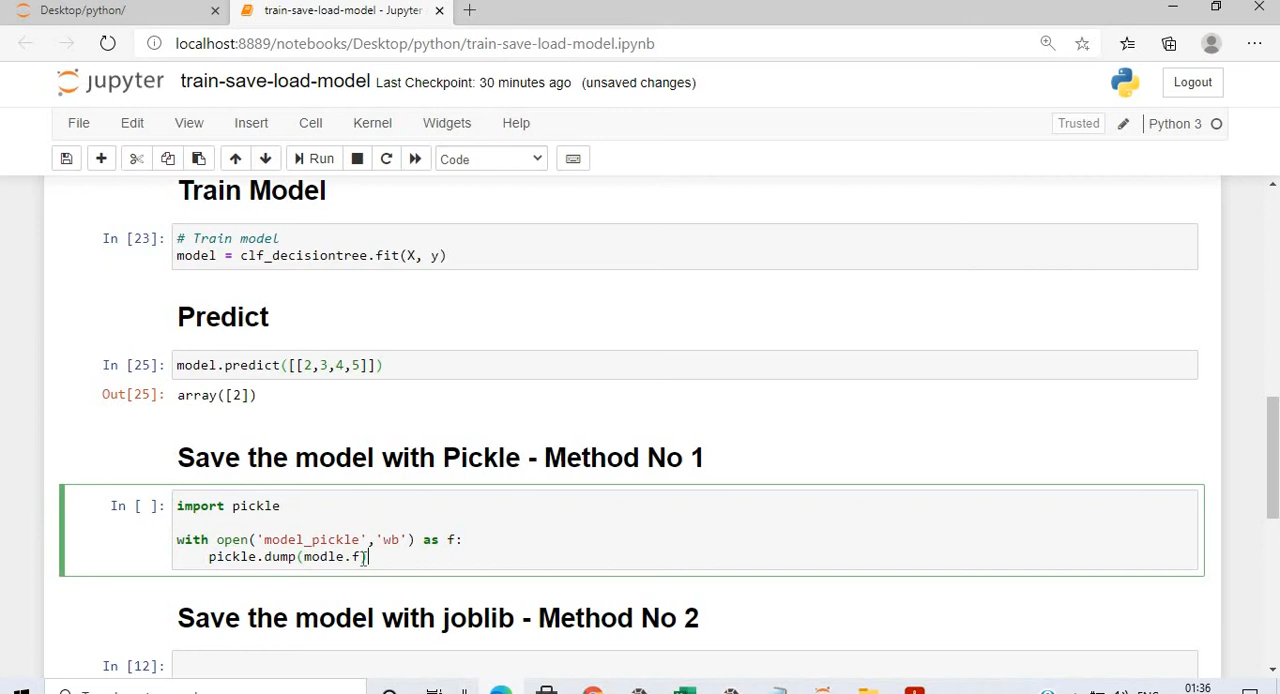 Desktop/python/
train-save-load-model - Jupyter
localhost:8889/notebooks/Desktop/python/train-save-load-model.ipynb
jupyter train-save-load-model Last Checkpoint: 30 minutes ago (unsaved changes)
Logout
File Edit View Insert Cell Kernel Widgets Help
Trusted
Python 3
Run
Code
Train Model
In [23]:
# Train model
model = clf_decisiontree.fit(X, y)
Predict
In [25]:
model.predict([[2,3,4,5]])
Out[25]:
array([2])
Save the model with Pickle - Method No 1
In [ ]:
import pickle
with open('model_pickle','wb') as f:
pickle.dump(modle.f)
Save the model with joblib - Method No 2
In [12]:
01:36